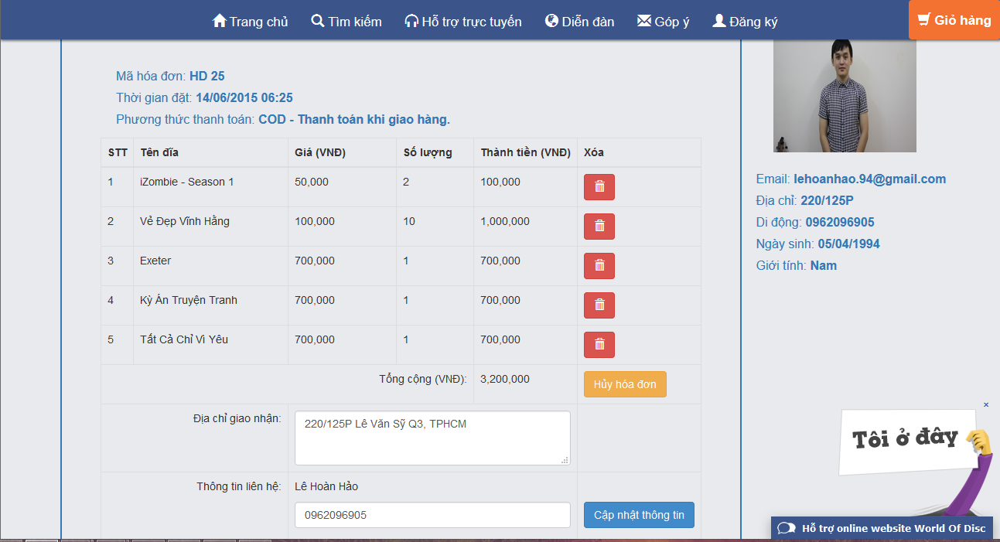 Trang chủ Tìm kiếm Hỗ trợ trực tuyến Diễn đàn Góp ý Đăng ký Giỏ hàng
Mã hóa đơn: HD 25
Thời gian đặt: 14/06/2015 06:25
Phương thức thanh toán: COD - Thanh toán khi giao hàng.
STT Tên đĩa Giá (VNĐ) Số lượng Thành tiền (VNĐ) Xóa
1 iZombie - Season 1 50,000 2 100,000
2 Vẻ Đẹp Vĩnh Hằng 100,000 10 1,000,000
3 Exeter 700,000 1 700,000
4 Kỳ Án Truyện Tranh 700,000 1 700,000
5 Tất Cả Chỉ Vì Yêu 700,000 1 700,000
Tổng cộng (VNĐ): 3,200,000 Hủy hóa đơn
Địa chỉ giao nhận: 220/125P Lê Văn Sỹ Q3, TPHCM
Thông tin liên hệ: Lê Hoàn Hảo
0962096905 Cập nhật thông tin
Email: lehoanhao.94@gmail.com
Địa chỉ: 220/125P
Di động: 0962096905
Ngày sinh: 05/04/1994
Giới tính: Nam
×
Tôi ở đây
Hỗ trợ online website World Of Disc